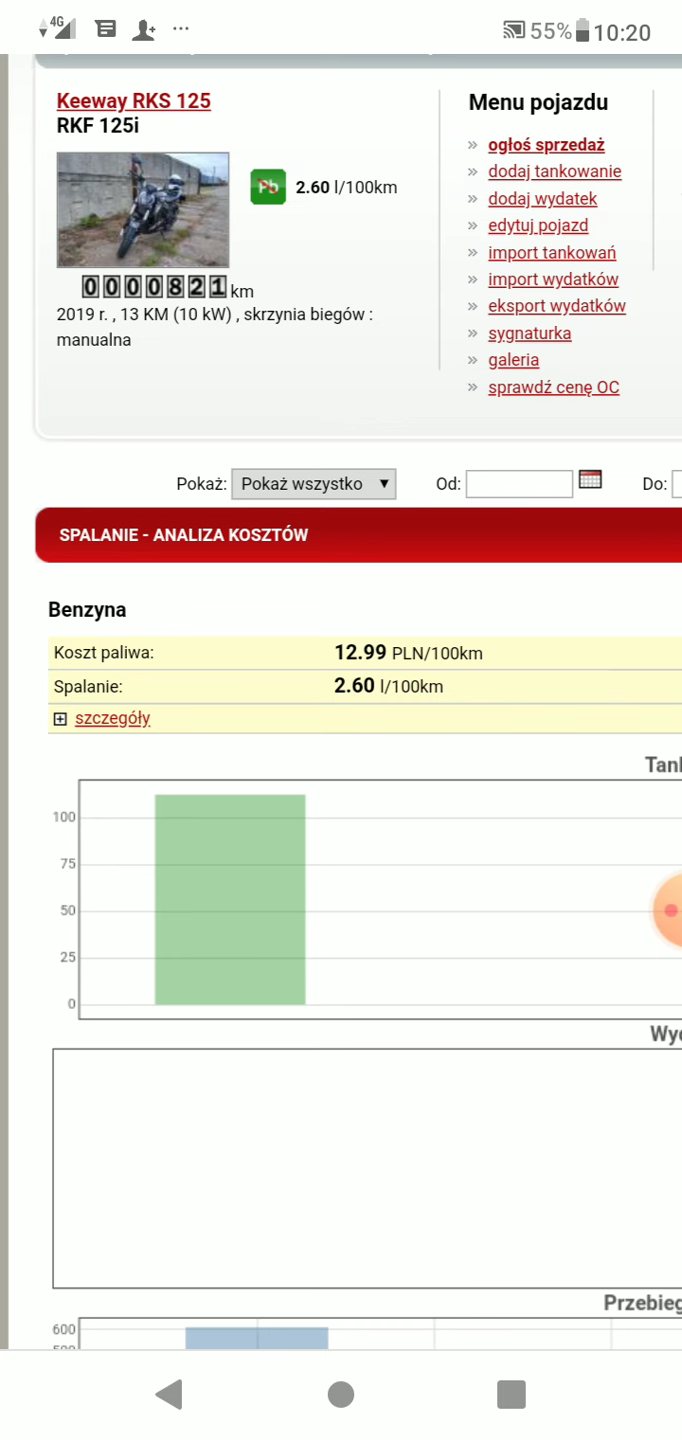 4G 55% 10:20
Keeway RKS 125
RKF 125i
Pb 2.60 l/100km
0000821 km
2019 r. , 13 KM (10 kW) , skrzynia biegów :
manualna
Menu pojazdu
» ogłoś sprzedaż
» dodaj tankowanie
» dodaj wydatek
» edytuj pojazd
» import tankowań
» import wydatków
» eksport wydatków
» sygnaturka
» galeria
» sprawdź cenę OC
Pokaż: Pokaż wszystko ▼ Od: Do:
SPALANIE - ANALIZA KOSZTÓW
Benzyna
Koszt paliwa: 12.99 PLN/100km
Spalanie: 2.60 l/100km
szczegóły
Tank
100
75
50
25
0
Wyd
Przebieg
600